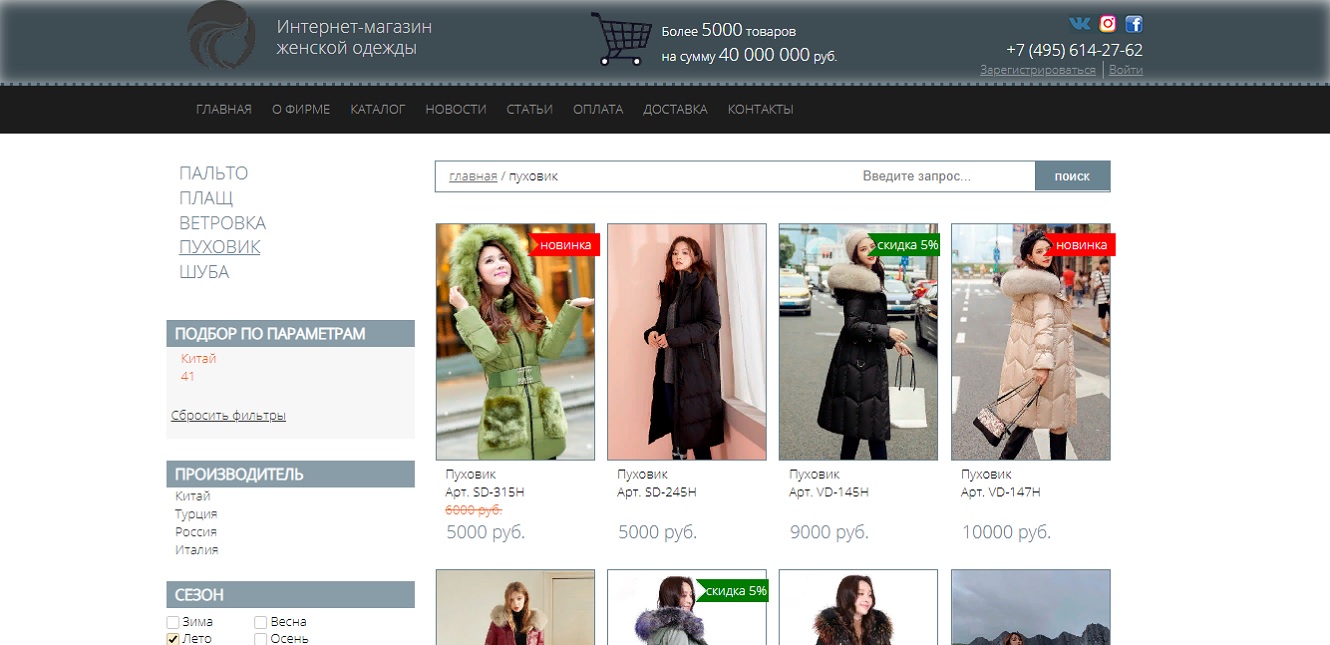 Интернет-магазин
женской одежды
Более 5000 товаров
на сумму 40 000 000 руб.
+7 (495) 614-27-62
Зарегистрироваться | Войти
ГЛАВНАЯ О ФИРМЕ КАТАЛОГ НОВОСТИ СТАТЬИ ОПЛАТА ДОСТАВКА КОНТАКТЫ
ПАЛЬТО
ПЛАЩ
ВЕТРОВКА
ПУХОВИК
ШУБА
ПОДБОР ПО ПАРАМЕТРАМ
Китай
41
Сбросить фильтры
ПРОИЗВОДИТЕЛЬ
Китай
Турция
Россия
Италия
СЕЗОН
Зима Весна
Лето Осень
главная / пуховик Введите запрос... ПОИСК
новинка
скидка 5%
новинка
Пуховик
Арт. SD-315H
6000 руб.
5000 руб.
Пуховик
Арт. SD-245H
5000 руб.
Пуховик
Арт. VD-145H
9000 руб.
Пуховик
Арт. VD-147H
10000 руб.
скидка 5%